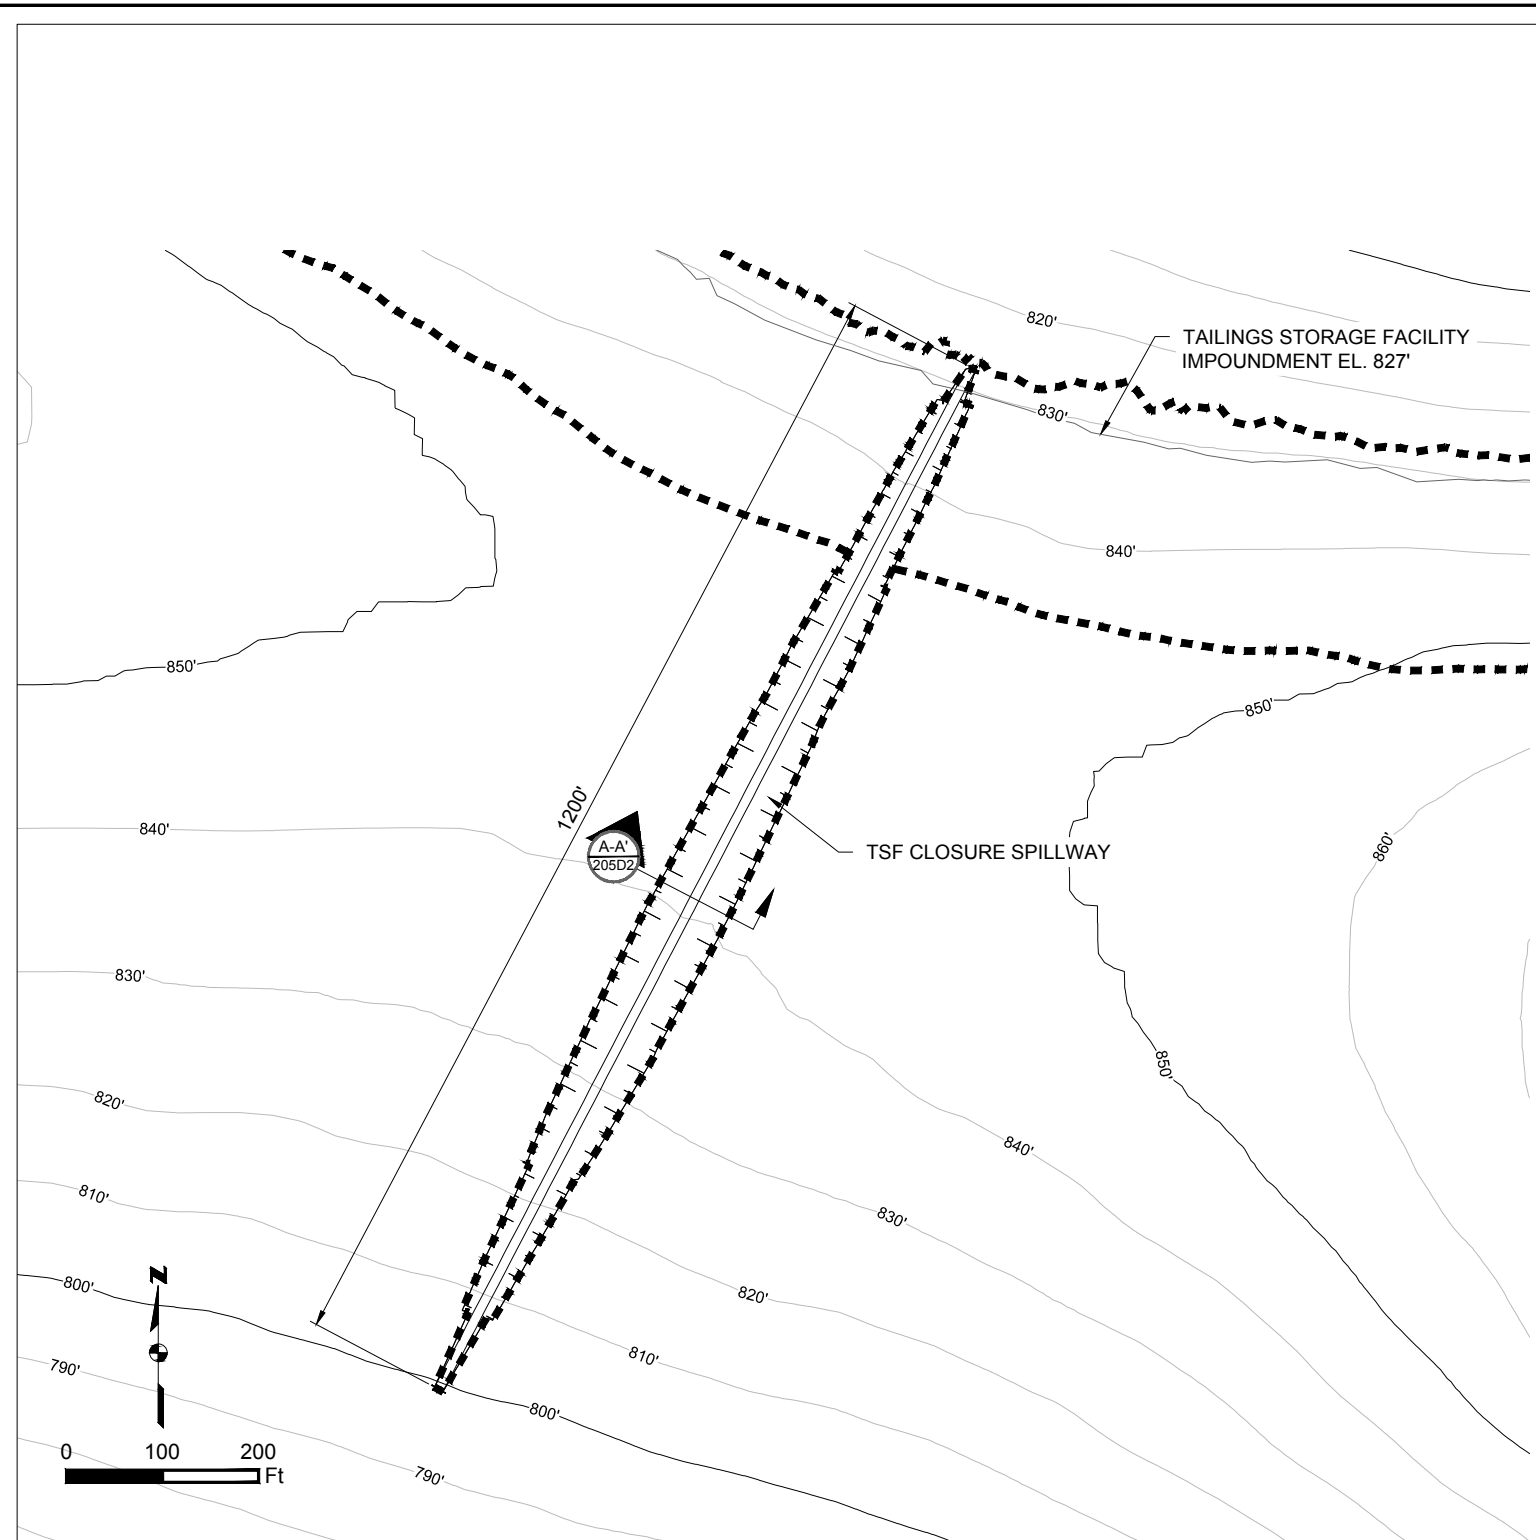 820'
TAILINGS STORAGE FACILITY
IMPOUNDMENT EL. 827'
830'
840'
850'
850'
1200'
840'
A-A'
205D2
TSF CLOSURE SPILLWAY
860'
830'
850'
820'
840'
810'
830'
N
800'
820'
790'
810'
800'
0 100 200
Ft
790'